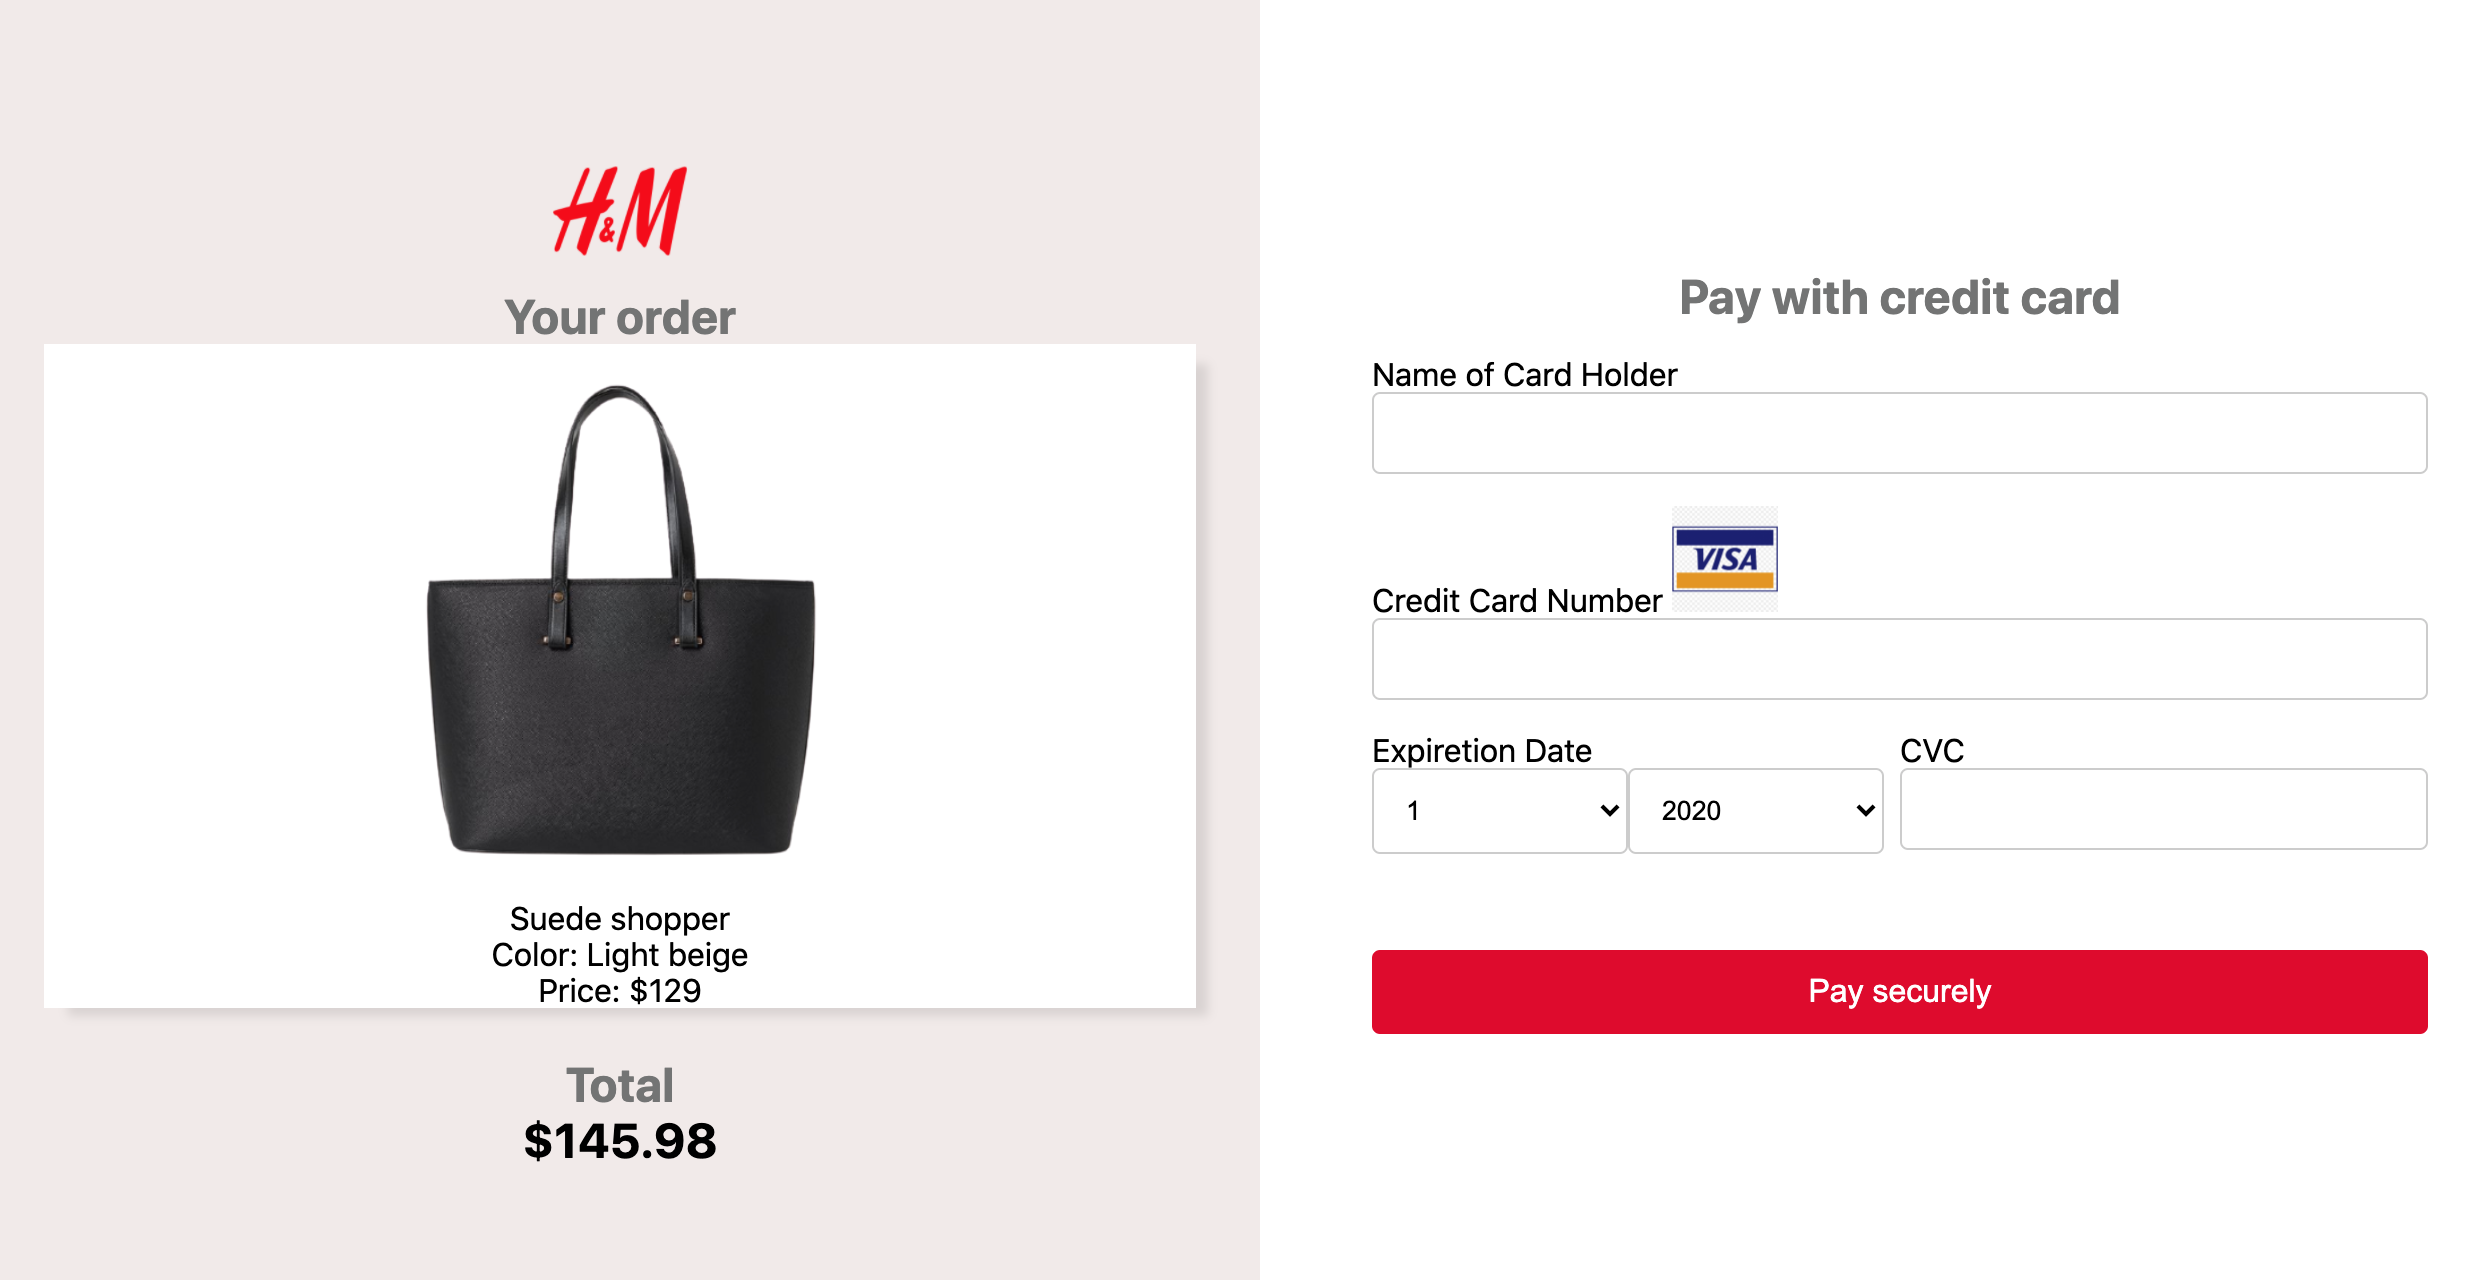 H&M
Your order
Suede shopper
Color: Light beige
Price: $129
Total
$145.98
Pay with credit card
Name of Card Holder
VISA
Credit Card Number
Expiretion Date
CVC
1
2020
Pay securely